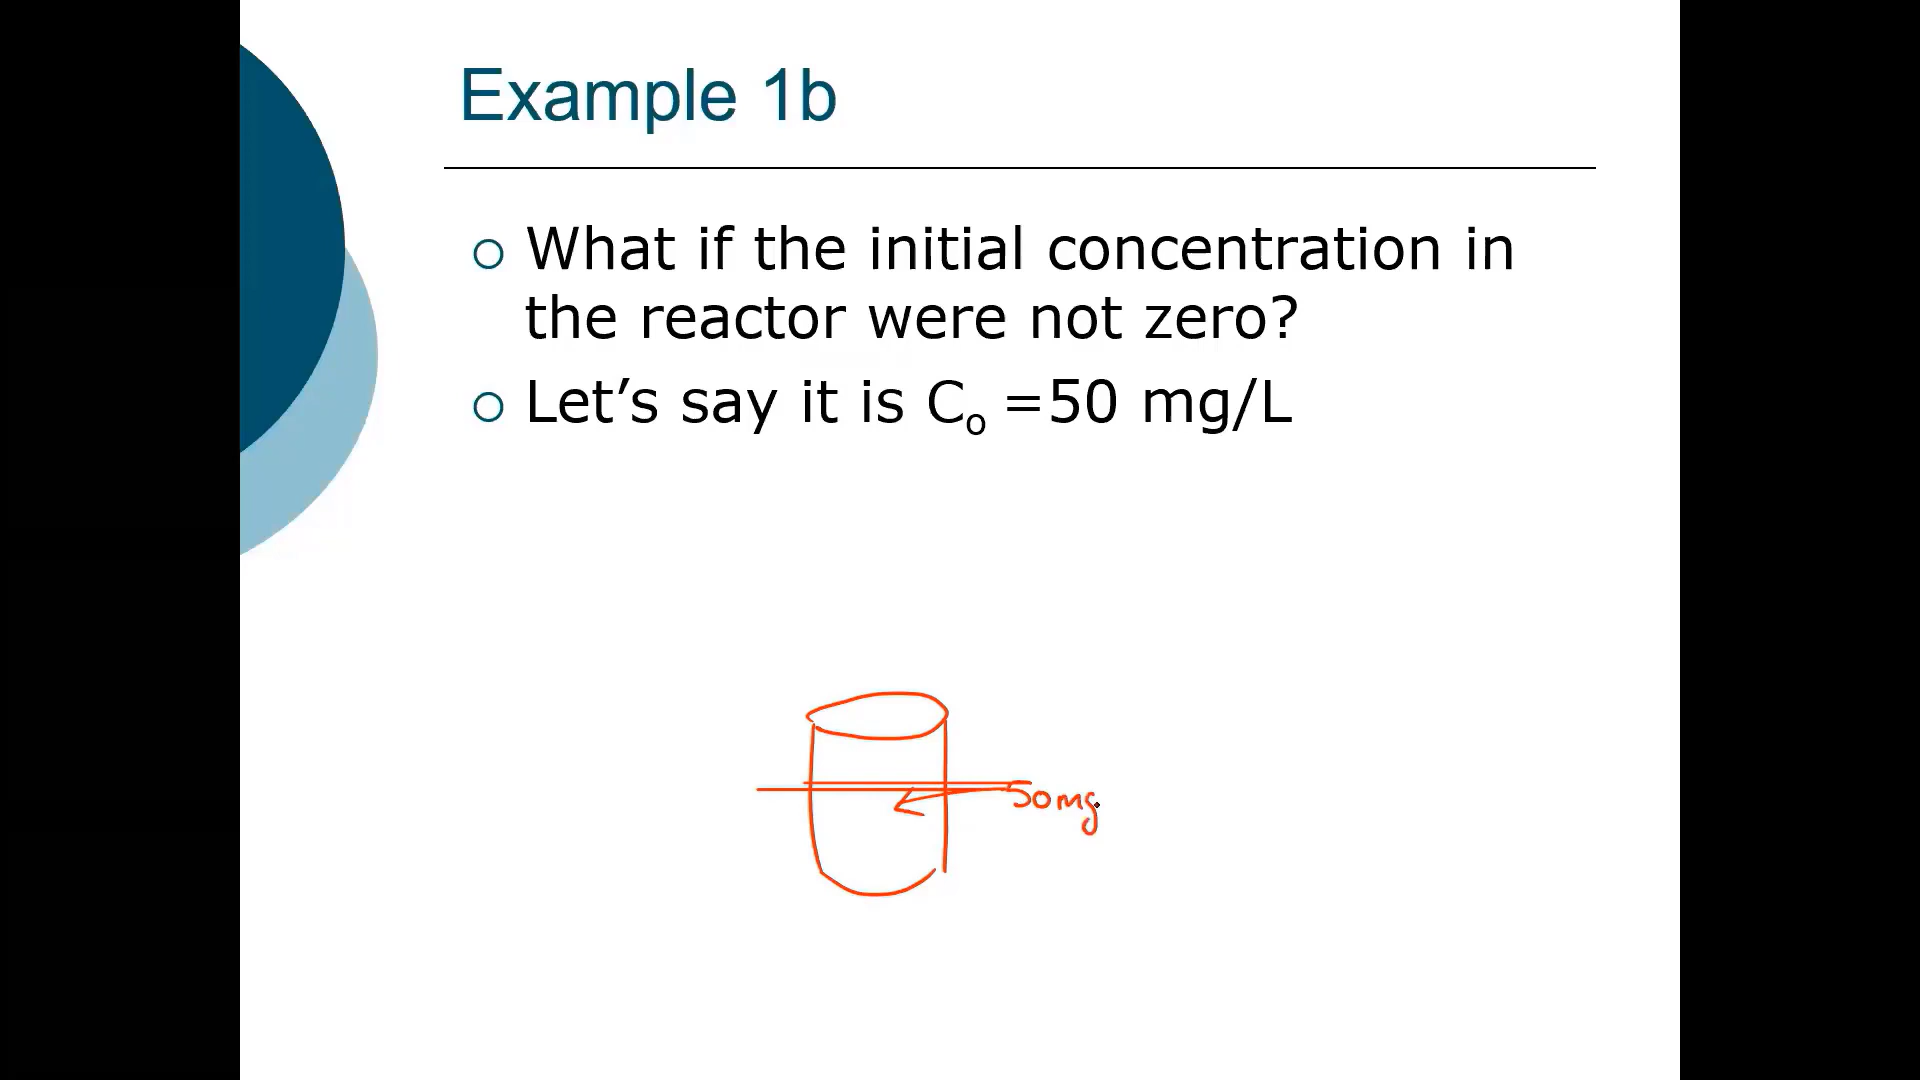 Example 1b
What if the initial concentration in
the reactor were not zero?
Let’s say it is Co =50 mg/L
50mg